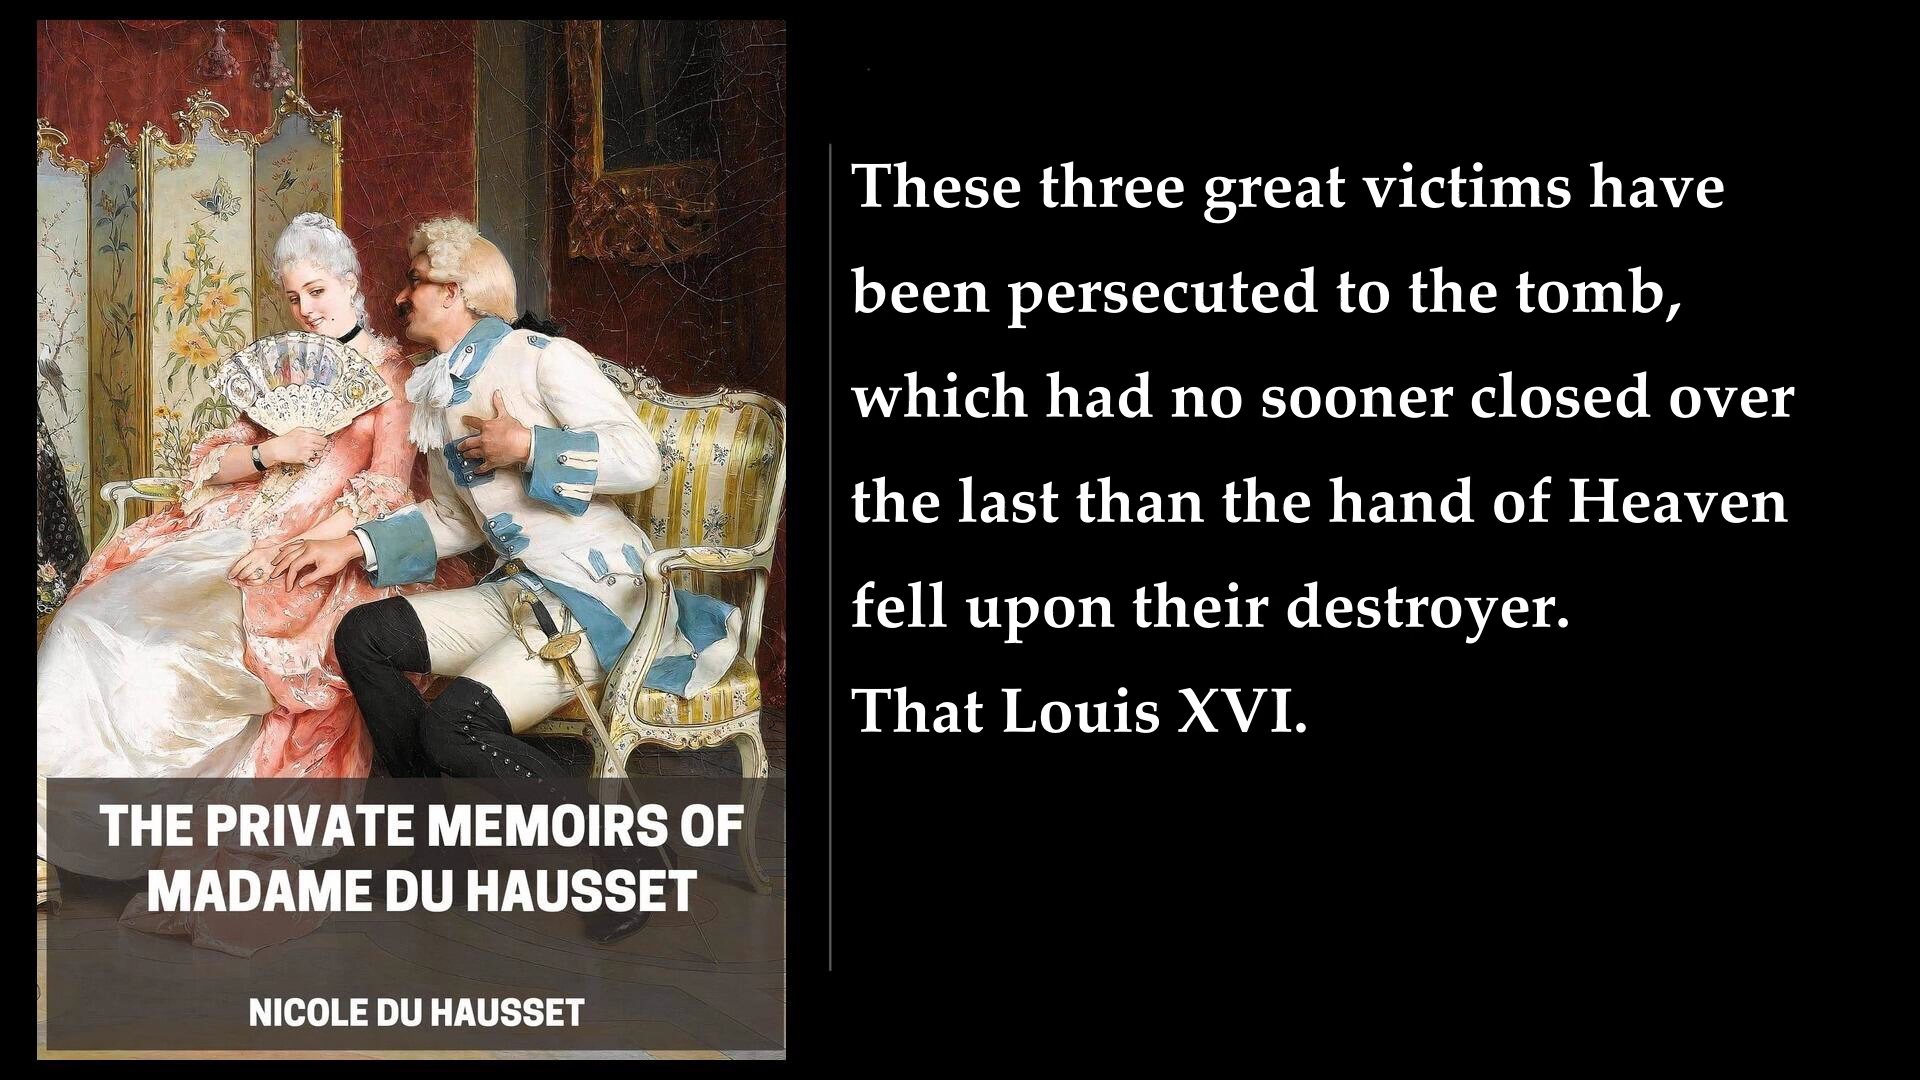 THE PRIVATE MEMOIRS OF
MADAME DU HAUSSET
NICOLE DU HAUSSET
These three great victims have
been persecuted to the tomb,
which had no sooner closed over
the last than the hand of Heaven
fell upon their destroyer.
That Louis XVI.